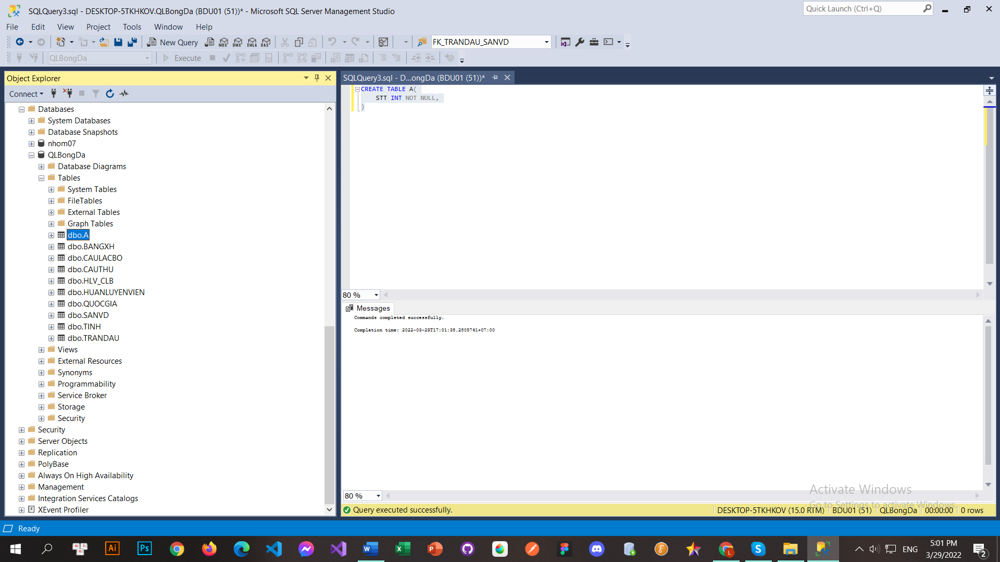 SQLQuery3.sql - DESKTOP-5TKHKOV.QLBongDa (BDU01 (51))* - Microsoft SQL Server Management Studio
Quick Launch (Ctrl+Q)
File Edit View Project Tools Window Help
New Query
MDX DMX XMLA DAX
FK_TRANDAU_SANVD
QLBongDa
Execute
Object Explorer
Connect
Databases
System Databases
Database Snapshots
nhom07
QLBongDa
Database Diagrams
Tables
System Tables
FileTables
External Tables
Graph Tables
dbo.A
dbo.BANGXH
dbo.CAULACBO
dbo.CAUTHU
dbo.HLV_CLB
dbo.HUANLUYENVIEN
dbo.QUOCGIA
dbo.SANVD
dbo.TINH
dbo.TRANDAU
Views
External Resources
Synonyms
Programmability
Service Broker
Storage
Security
Security
Server Objects
Replication
PolyBase
Always On High Availability
Management
Integration Services Catalogs
XEvent Profiler
SQLQuery3.sql - D...ongDa (BDU01 (51))*
CREATE TABLE A(
STT INT NOT NULL,
)
80 %
Messages
Commands completed successfully.
Completion time: 2022-03-29T17:01:38.2805741+07:00
80 %
Activate Windows
Go to Settings to activate Windows.
Query executed successfully.
DESKTOP-5TKHKOV (15.0 RTM) BDU01 (51) QLBongDa 00:00:00 0 rows
Ready
Ai
Ps
L
ENG
5:01 PM
3/29/2022
2